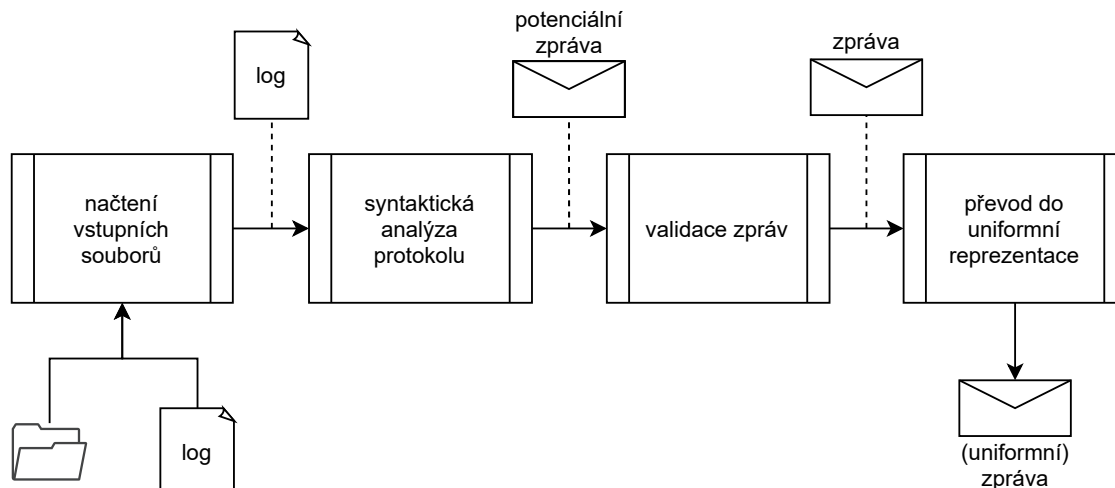 potenciální
zpráva
zpráva
log
načtení
vstupních
souborů
syntaktická
analýza
protokolu
validace zpráv
převod do
uniformní
reprezentace
log
(uniformní)
zpráva